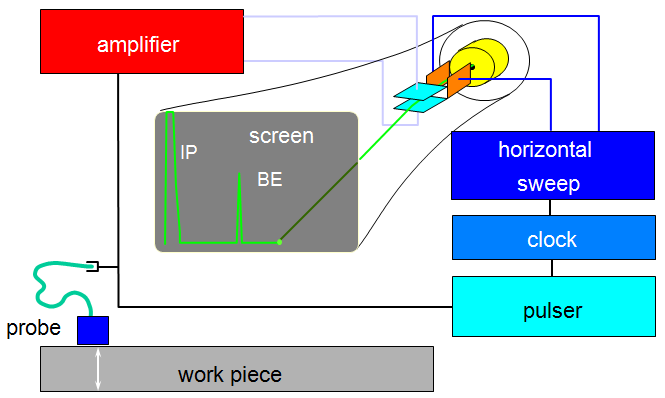 amplifier
screen
IP
BE
horizontal
sweep
clock
pulser
probe
work piece